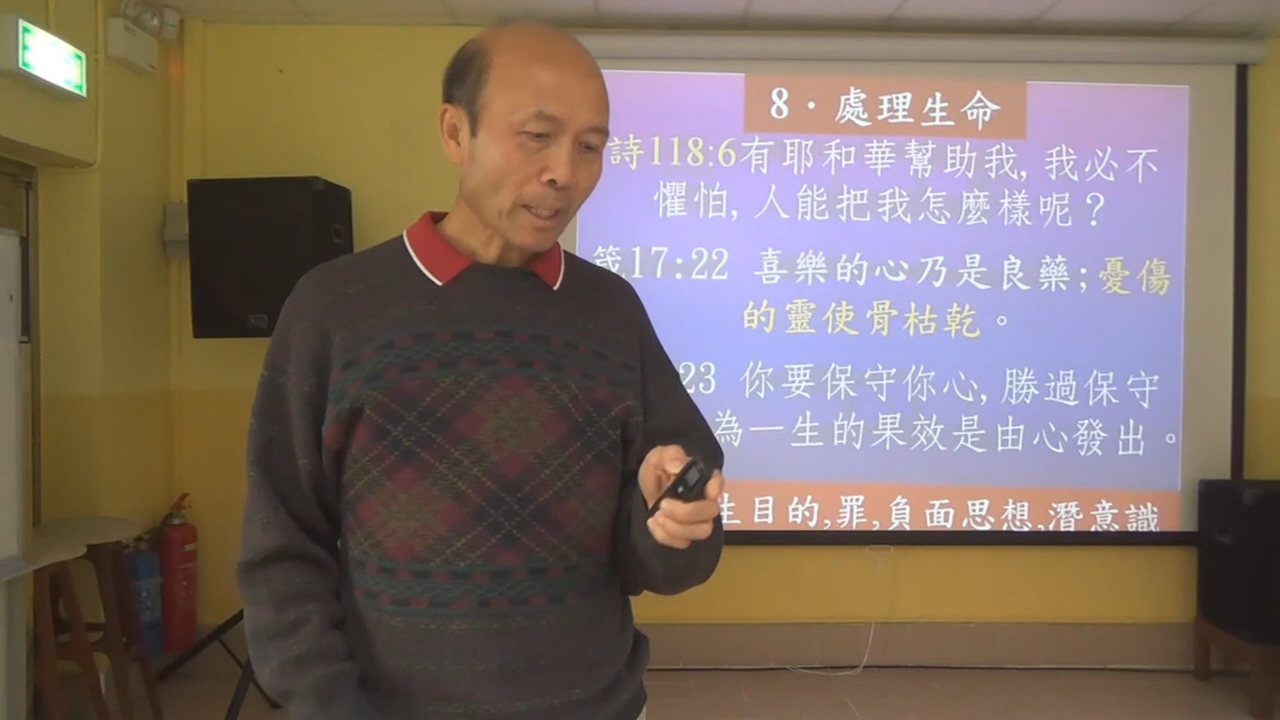 8·處理生命
詩118:6有耶和華幫助我,我必不
懼怕,人能把我怎麼樣呢？
箴17:22 喜樂的心乃是良藥;憂傷
的靈使骨枯乾。
23 你要保守你心,勝過保守
為一生的果效是由心發出。
生目的,罪,負面思想,潛意識